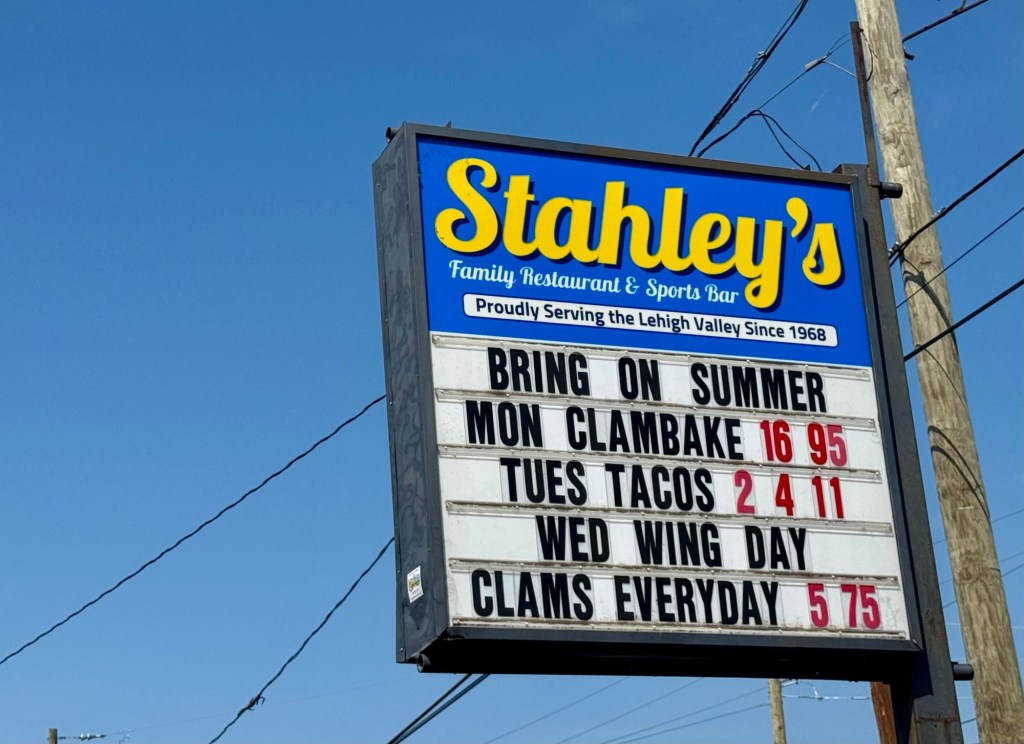 Stahley's
Family Restaurant & Sports Bar
Proudly Serving the Lehigh Valley Since 1968
BRING ON SUMMER
MON CLAMBAKE 16 95
TUES TACOS 2 4 11
WED WING DAY
CLAMS EVERYDAY 5 75